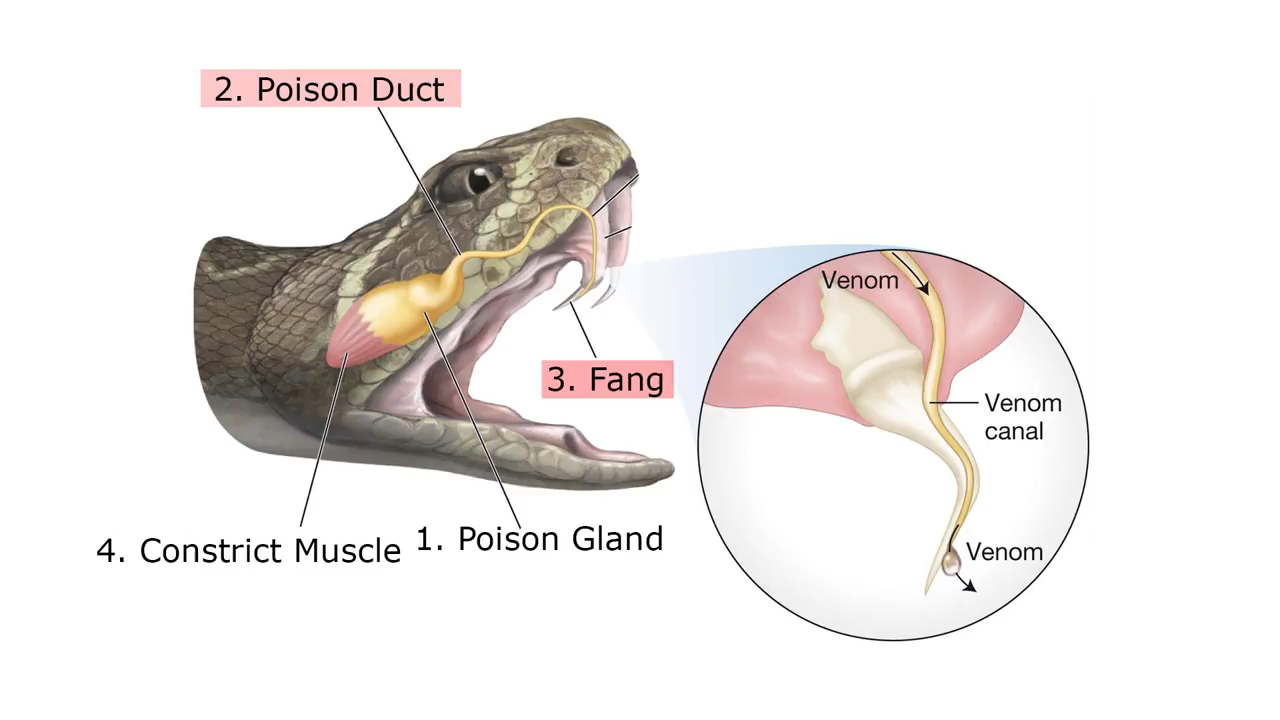 2. Poison Duct
Venom
3. Fang
Venom
canal
4. Constrict Muscle
1. Poison Gland
Venom